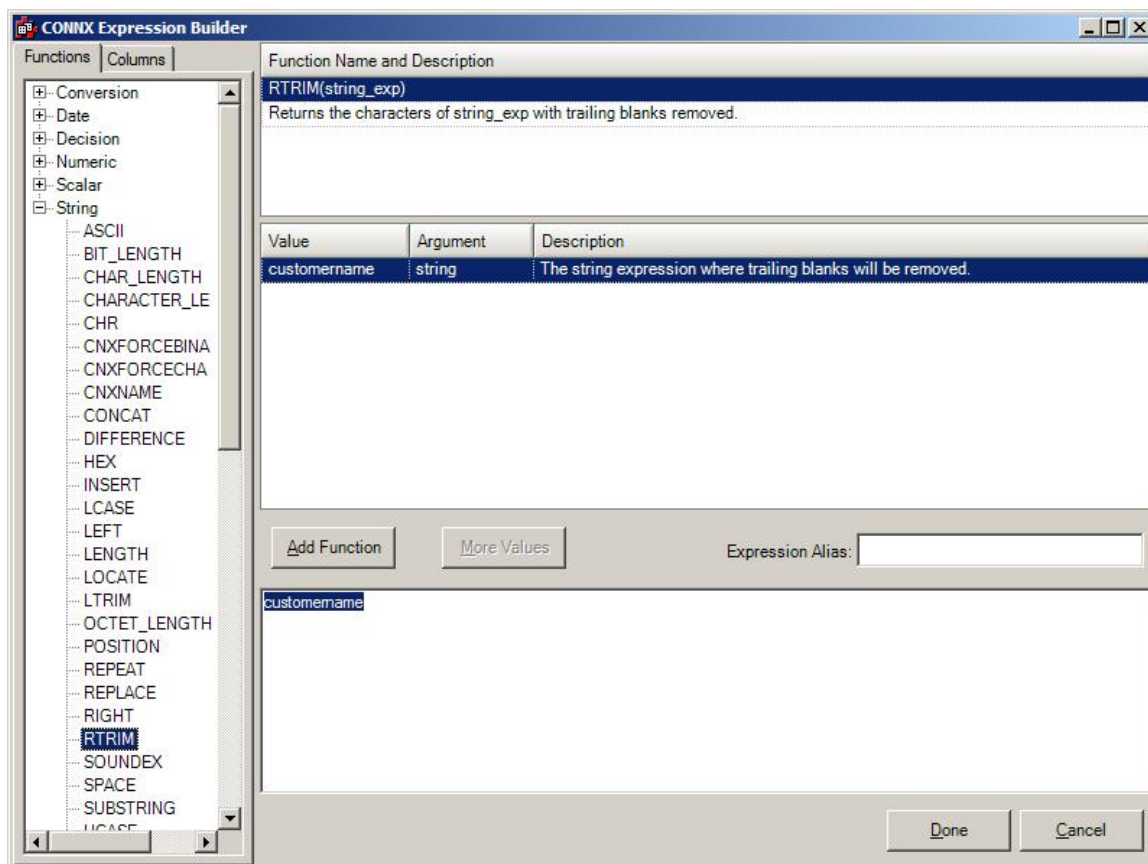 CONNX Expression Builder
Functions
Columns
Conversion
Date
Decision
Numeric
Scalar
String
ASCII
BIT_LENGTH
CHAR_LENGTH
CHARACTER_LE
CHR
CNXFORCEBINA
CNXFORCECHA
CNXNAME
CONCAT
DIFFERENCE
HEX
INSERT
LCASE
LEFT
LENGTH
LOCATE
LTRIM
OCTET_LENGTH
POSITION
REPEAT
REPLACE
RIGHT
RTRIM
SOUNDEX
SPACE
SUBSTRING
UCASE
Function Name and Description
RTRIM(string_exp)
Returns the characters of string_exp with trailing blanks removed.
Value Argument Description
customername string The string expression where trailing blanks will be removed.
Add Function More Values Expression Alias:
customername
Done Cancel